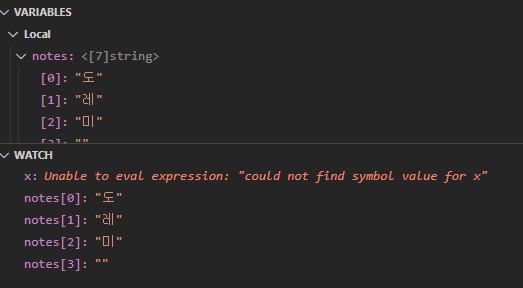 VARIABLES
Local
notes: <[7]string>
[0]: "도"
[1]: "레"
[2]: "미"
[3]: ""
WATCH
x: Unable to eval expression: "could not find symbol value for x"
notes[0]: "도"
notes[1]: "레"
notes[2]: "미"
notes[3]: ""